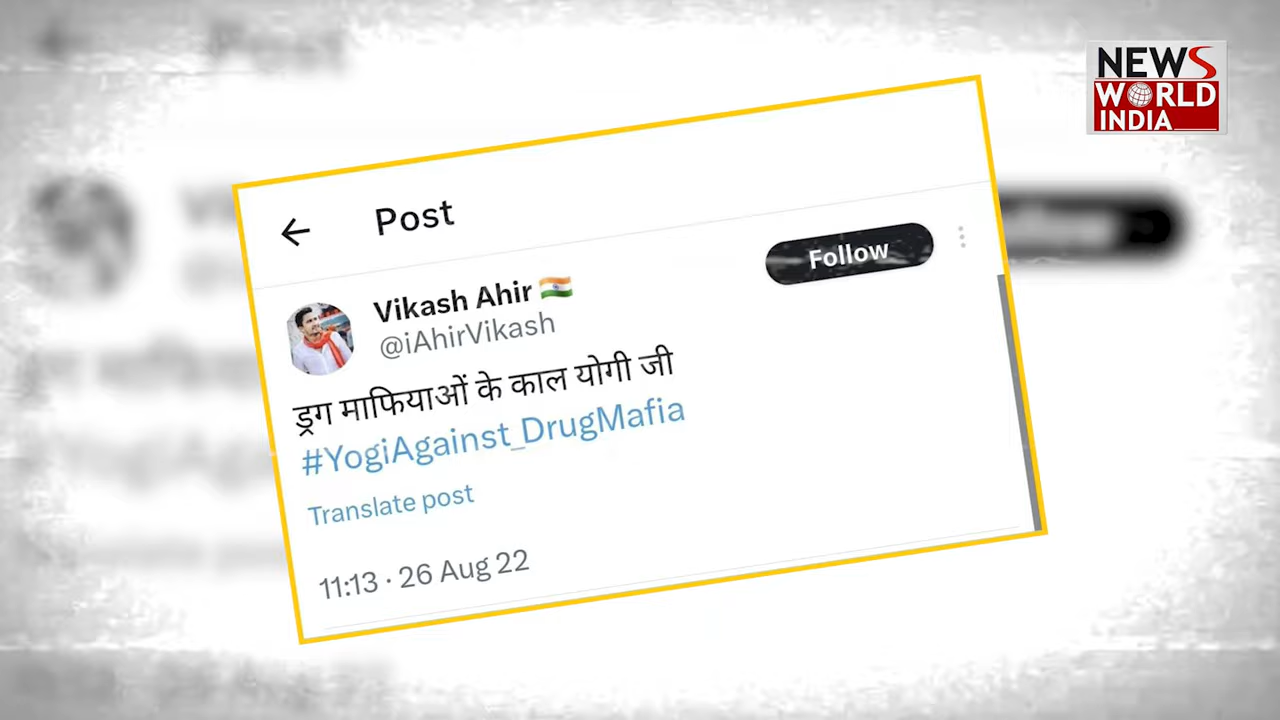 NEWS
WORLD
INDIA
Post
Follow
Vikash Ahir 🇮🇳
@iAhirVikash
ड्रग माफियाओं के काल योगी जी
#YogiAgainst_DrugMafia
Translate post
11:13 · 26 Aug 22